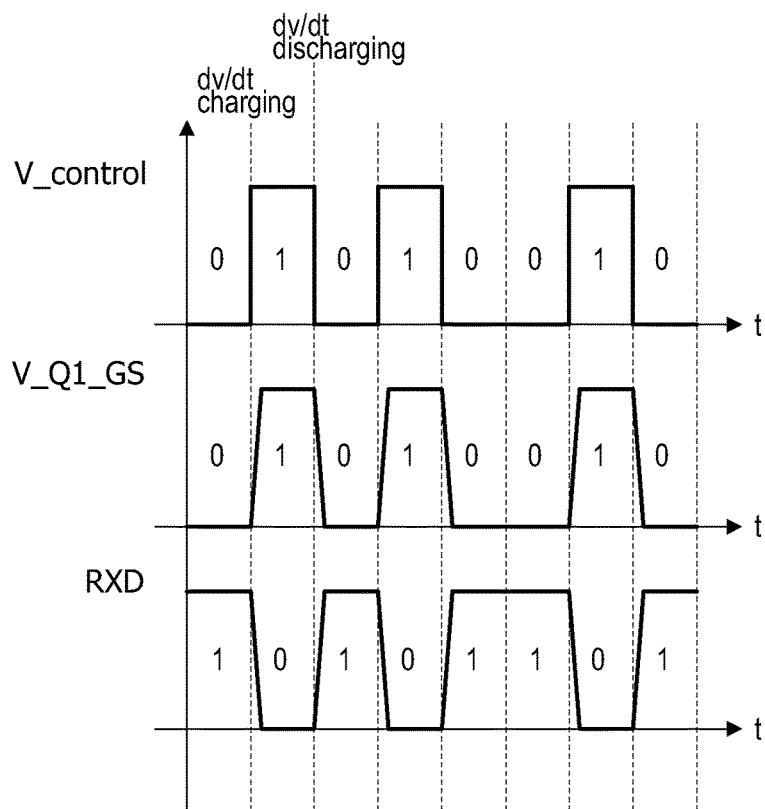 dv/dt
discharging
dv/dt
charging
V_control
0 1 0 1 0 0 1 0
t
V_Q1_GS
0 1 0 1 0 0 1 0
t
RXD
1 0 1 0 1 1 0 1
t